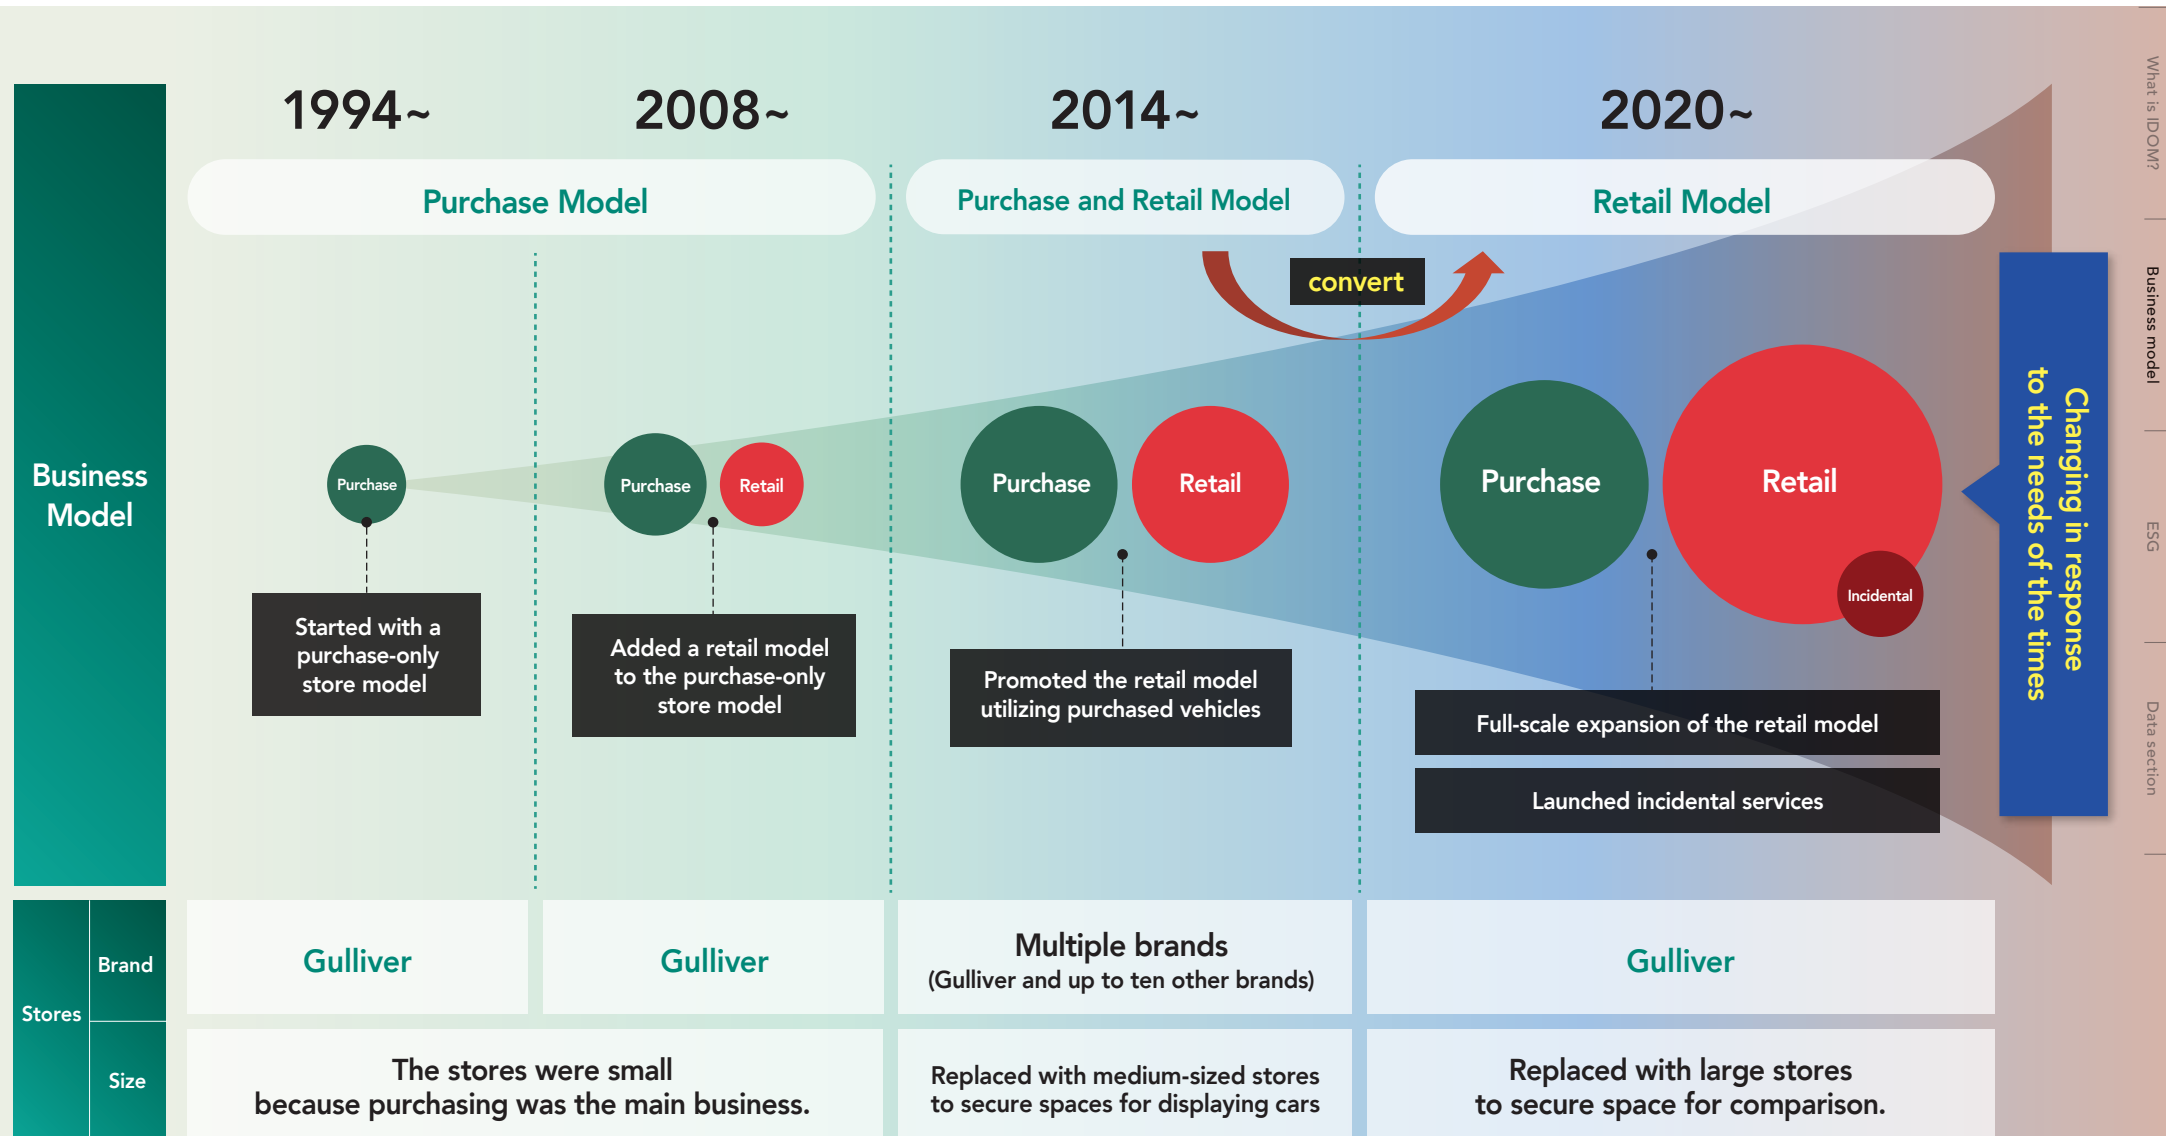 1994~
2008~
2014~
2020~
Purchase Model
Purchase and Retail Model
Retail Model
convert
Business
Model
Purchase
Purchase
Retail
Purchase
Retail
Purchase
Retail
Incidental
Started with a
purchase-only
store model
Added a retail model
to the purchase-only
store model
Promoted the retail model
utilizing purchased vehicles
Full-scale expansion of the retail model
Launched incidental services
Changing in response
to the needs of the times
Stores
Brand
Gulliver
Gulliver
Multiple brands
(Gulliver and up to ten other brands)
Gulliver
Size
The stores were small
because purchasing was the main business.
Replaced with medium-sized stores
to secure spaces for displaying cars
Replaced with large stores
to secure space for comparison.
What is IDOM?
Business model
ESG
Data section